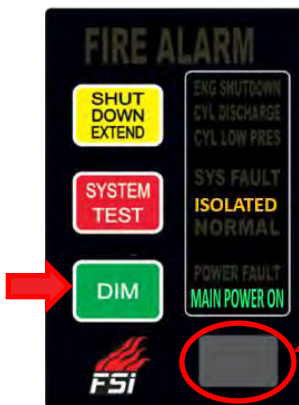 FIRE ALARM
SHUT
DOWN
EXTEND
ENG SHUTDOWN
CYL DISCHARGE
CYL LOW PRES
SYSTEM
TEST
SYS FAULT
ISOLATED
NORMAL
DIM
POWER FAULT
MAIN POWER ON
FSi